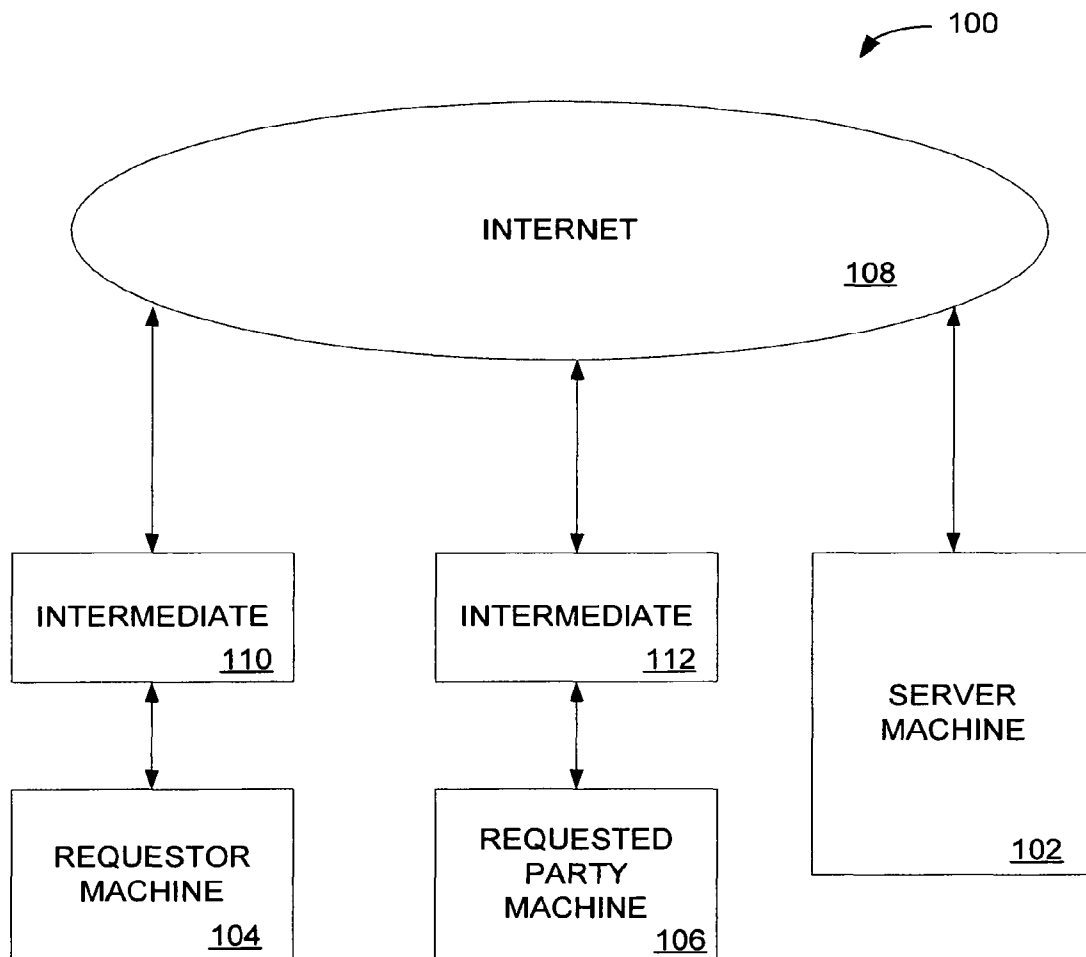 100
INTERNET
108
INTERMEDIATE
110
INTERMEDIATE
112
SERVER
MACHINE
102
REQUESTOR
MACHINE
104
REQUESTED
PARTY
MACHINE
106